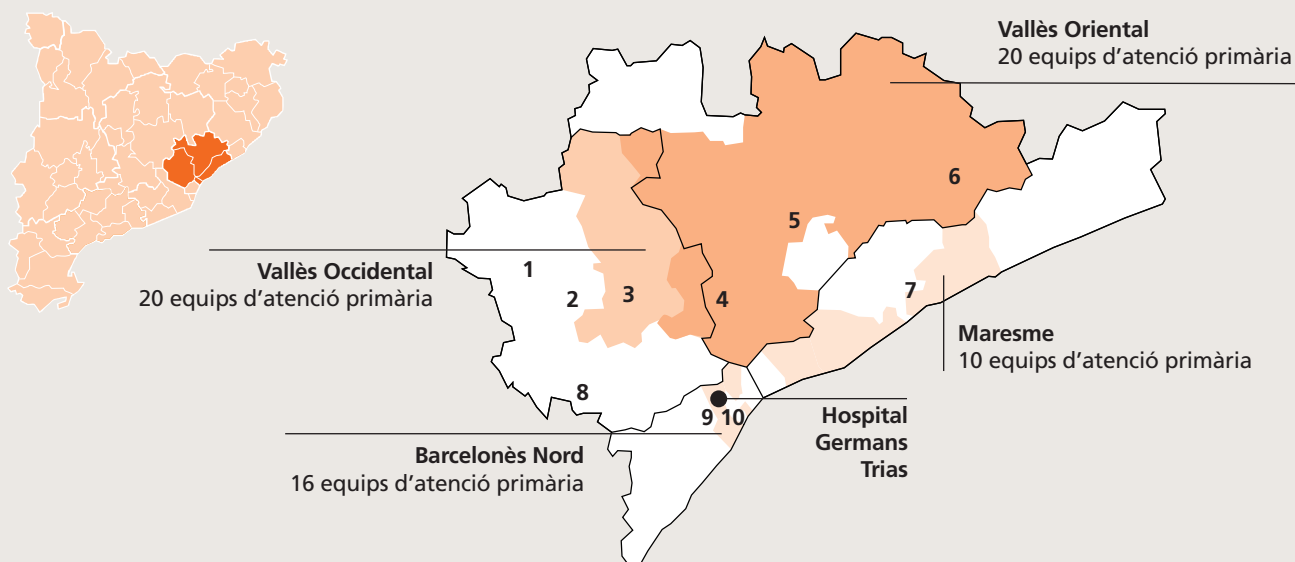 Vallès Oriental
20 equips d’atenció primària
6
5
1
2
3
4
7
Vallès Occidental
20 equips d’atenció primària
Maresme
10 equips d’atenció primària
8
9 10
Hospital
Germans
Trias
Barcelonès Nord
16 equips d’atenció primària